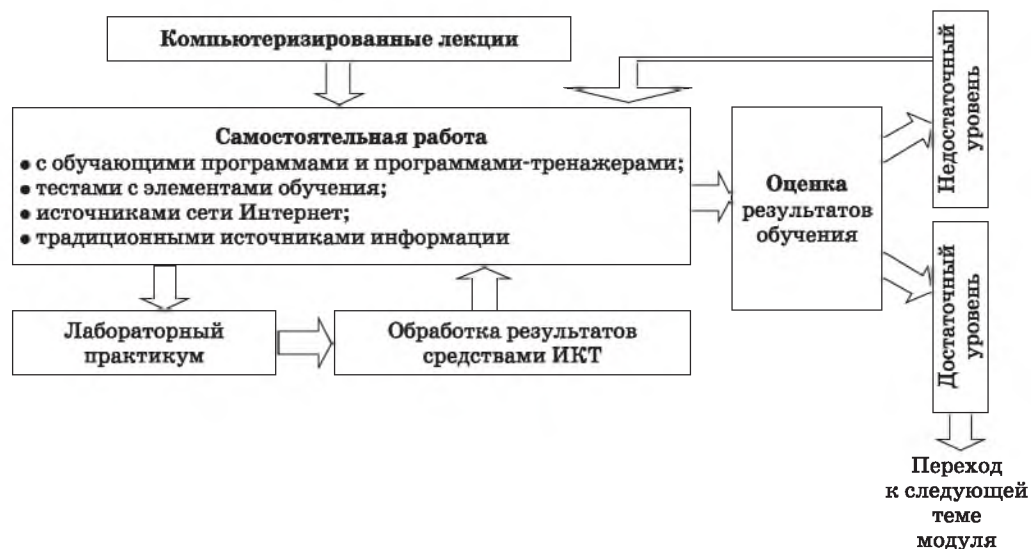 Компьютеризированные лекции
Самостоятельная работа
• с обучающими программами и программами-тренажерами;
• тестами с элементами обучения;
• источниками сети Интернет;
• традиционными источниками информации
Лабораторный
практикум
Обработка результатов
средствами ИКТ
Оценка
результатов
обучения
Недостаточный
уровень
Достаточный
уровень
Переход
к следующей
теме
модуля